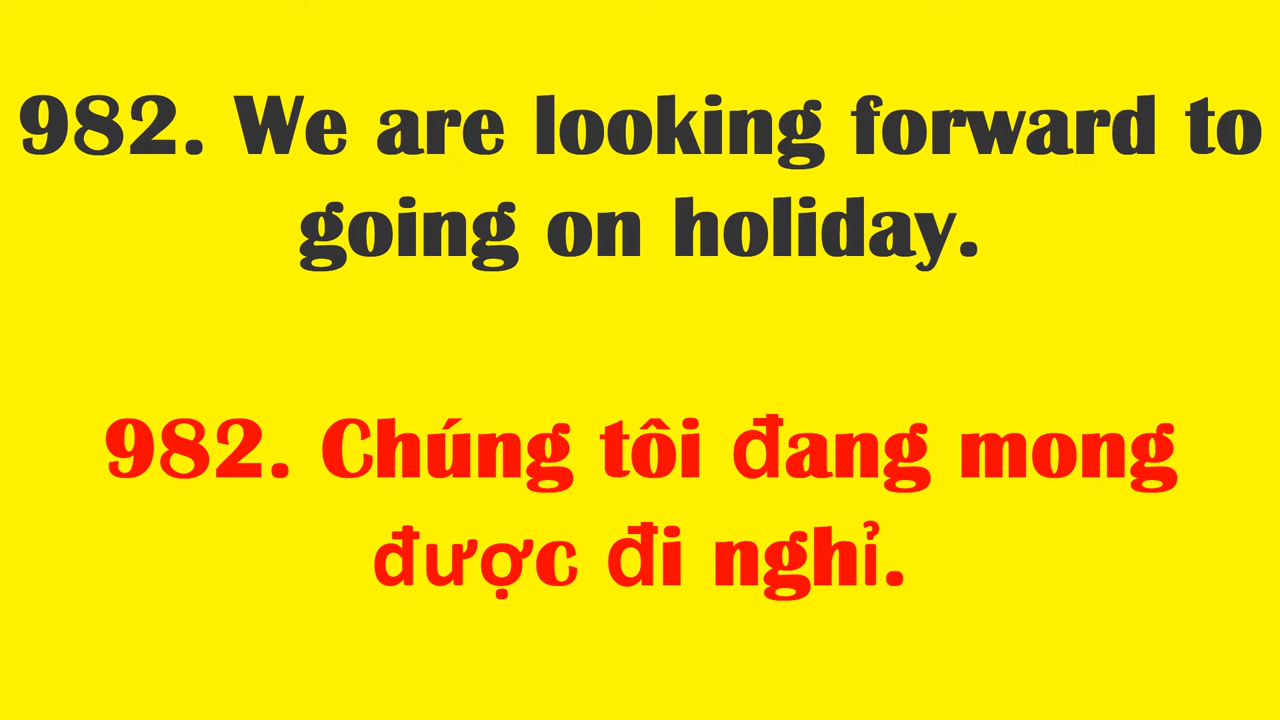 982. We are looking forward to
going on holiday.
982. Chúng tôi đang mong
được đi nghỉ.